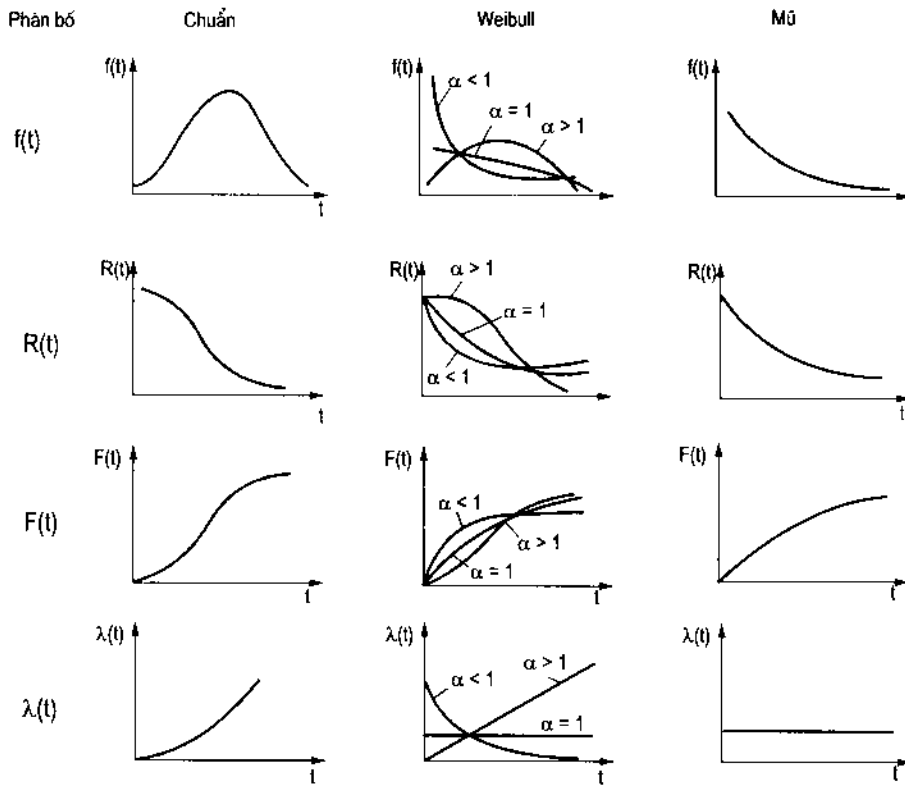 Phân bố Chuẩn Weibull Mũ
f(t) f(t) f(t)
α < 1
α = 1
α > 1
f(t)
t t t
R(t) R(t) R(t)
α > 1
α = 1
R(t)
α < 1
t t t
F(t) F(t) F(t)
α < 1
F(t)
α > 1
α = 1
t t t
λ(t) λ(t) λ(t)
α < 1 α > 1
λ(t)
α = 1
t t t